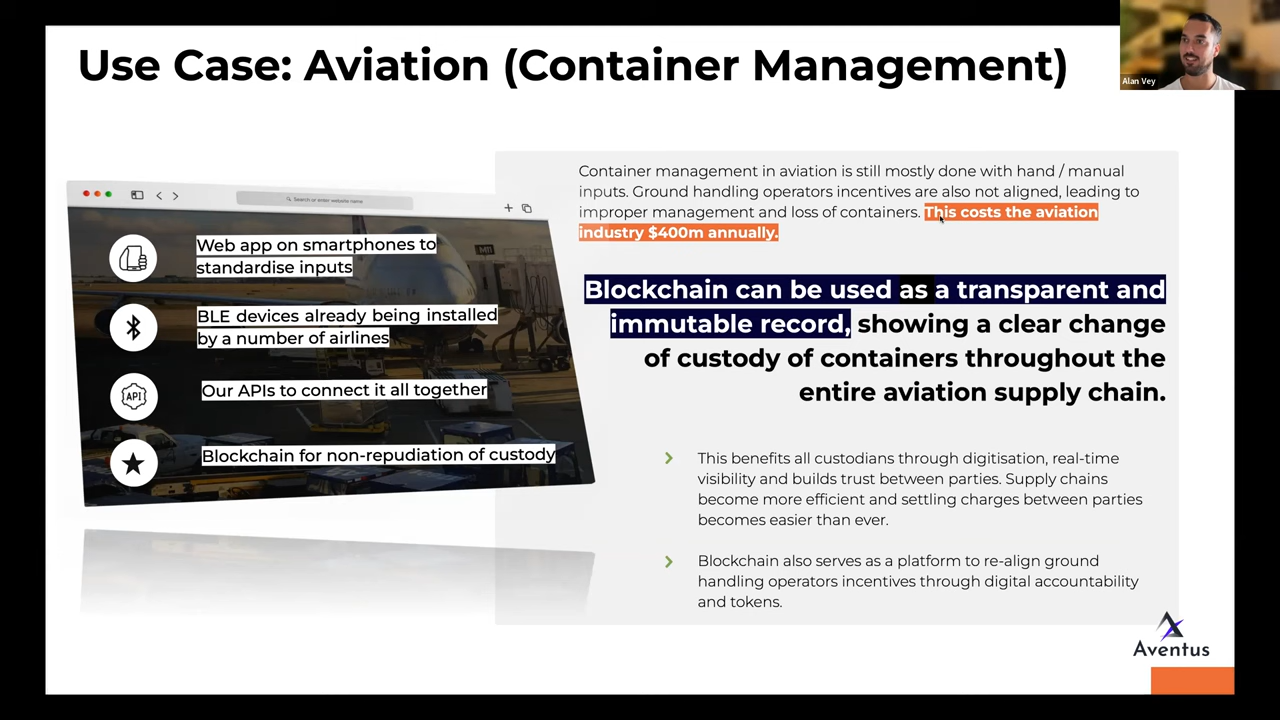 Use Case: Aviation (Container Management)
Alan Vey
Search or enter website name
Web app on smartphones to
standardise inputs
BLE devices already being installed
by a number of airlines
API
Our APIs to connect it all together
Blockchain for non-repudiation of custody
Container management in aviation is still mostly done with hand / manual
inputs. Ground handling operators incentives are also not aligned, leading to
improper management and loss of containers. This costs the aviation
industry $400m annually.
Blockchain can be used as a transparent and
immutable record, showing a clear change
of custody of containers throughout the
entire aviation supply chain.
This benefits all custodians through digitisation, real-time
visibility and builds trust between parties. Supply chains
become more efficient and settling charges between parties
becomes easier than ever.
Blockchain also serves as a platform to re-align ground
handling operators incentives through digital accountability
and tokens.
Aventus